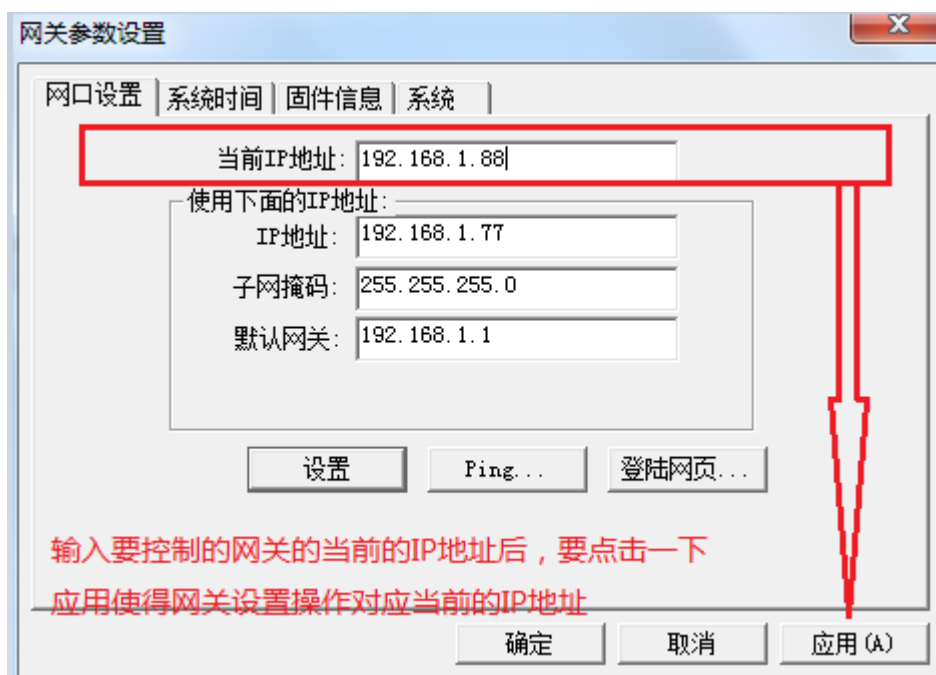 网关参数设置
网口设置 系统时间 固件信息 系统
当前IP地址: 192.168.1.88
使用下面的IP地址:
IP地址: 192.168.1.77
子网掩码: 255.255.255.0
默认网关: 192.168.1.1
设置 Ping... 登陆网页...
输入要控制的网关的当前的IP地址后，要点击一下
应用使得网关设置操作对应当前的IP地址
确定 取消 应用(A)